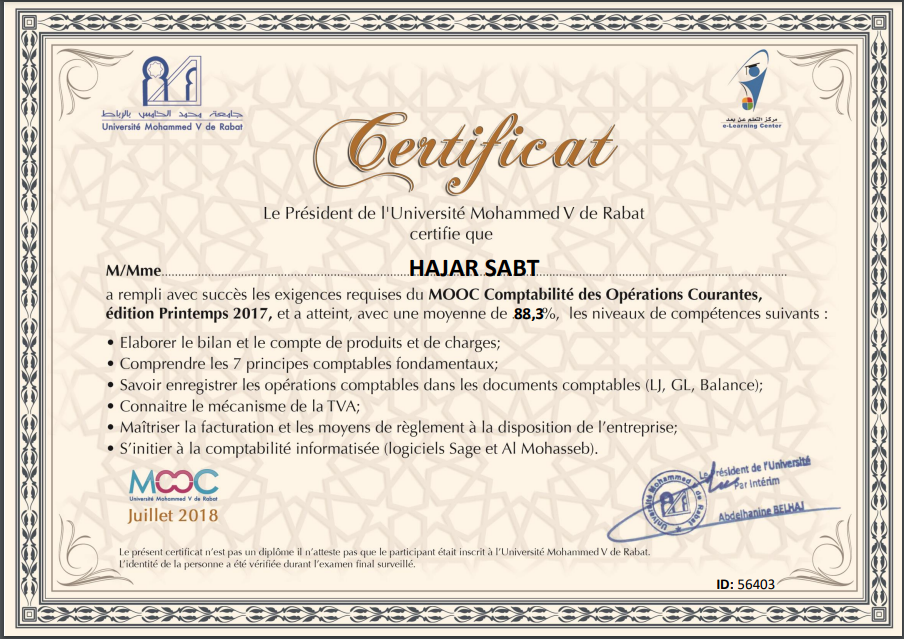 جامعة محمد الخامس بالرباط
Université Mohammed V de Rabat
مركز التعلم عن بعد
e-Learning Center
Certificat
Le Président de l'Université Mohammed V de Rabat
certifie que
M/Mme HAJAR SABT
a rempli avec succès les exigences requises du MOOC Comptabilité des Opérations Courantes,
édition Printemps 2017, et a atteint, avec une moyenne de 88,3%, les niveaux de compétences suivants :
• Elaborer le bilan et le compte de produits et de charges;
• Comprendre les 7 principes comptables fondamentaux;
• Savoir enregistrer les opérations comptables dans les documents comptables (LJ, GL, Balance);
• Connaitre le mécanisme de la TVA;
• Maîtriser la facturation et les moyens de règlement à la disposition de l'entreprise;
• S'initier à la comptabilité informatisée (logiciels Sage et Al Mohasseb).
MOOC
Université Mohammed V de Rabat
Juillet 2018
Université Mohammed V de Rabat
Le Président de l'Université
Par Intérim
Abdelhanine BELHAJ
Le présent certificat n'est pas un diplôme il n'atteste pas que le participant était inscrit à l'Université Mohammed V de Rabat.
L'identité de la personne a été vérifiée durant l'examen final surveillé.
ID: 56403